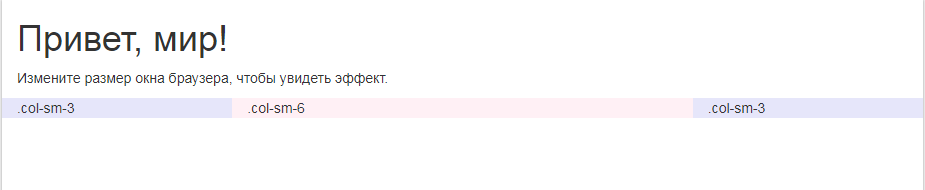 Привет, мир!
Измените размер окна браузера, чтобы увидеть эффект.
.col-sm-3 .col-sm-6 .col-sm-3